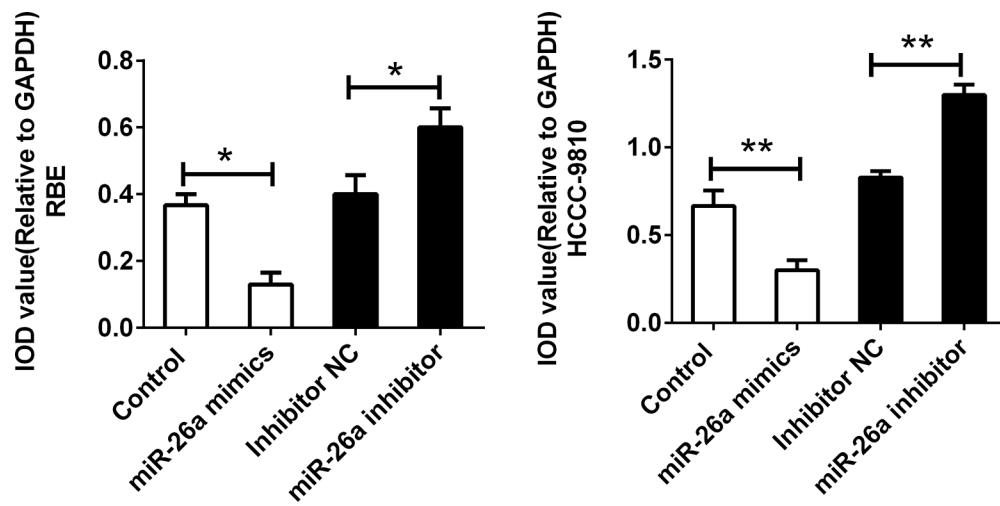 IOD value(Relative to GAPDH)
RBE
0.8
0.6
0.4
0.2
0.0
*
*
Control
miR-26a mimics
Inhibitor NC
miR-26a inhibitor
IOD value(Relative to GAPDH)
HCCC-9810
1.5
1.0
0.5
0.0
**
**
Control
miR-26a mimics
Inhibitor NC
miR-26a inhibitor